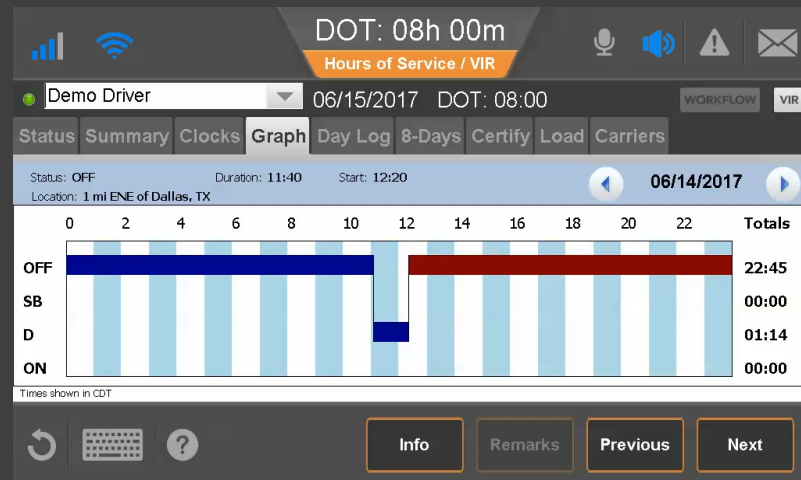 DOT: 08h 00m
Hours of Service / VIR
Demo Driver
06/15/2017 DOT: 08:00
WORKFLOW
VIR
Status Summary Clocks Graph Day Log 8-Days Certify Load Carriers
Status: OFF Duration: 11:40 Start: 12:20
Location: 1 mi ENE of Dallas, TX
06/14/2017
0 2 4 6 8 10 12 14 16 18 20 22 Totals
OFF 22:45
SB 00:00
D 01:14
ON 00:00
Times shown in CDT
? Info Remarks Previous Next